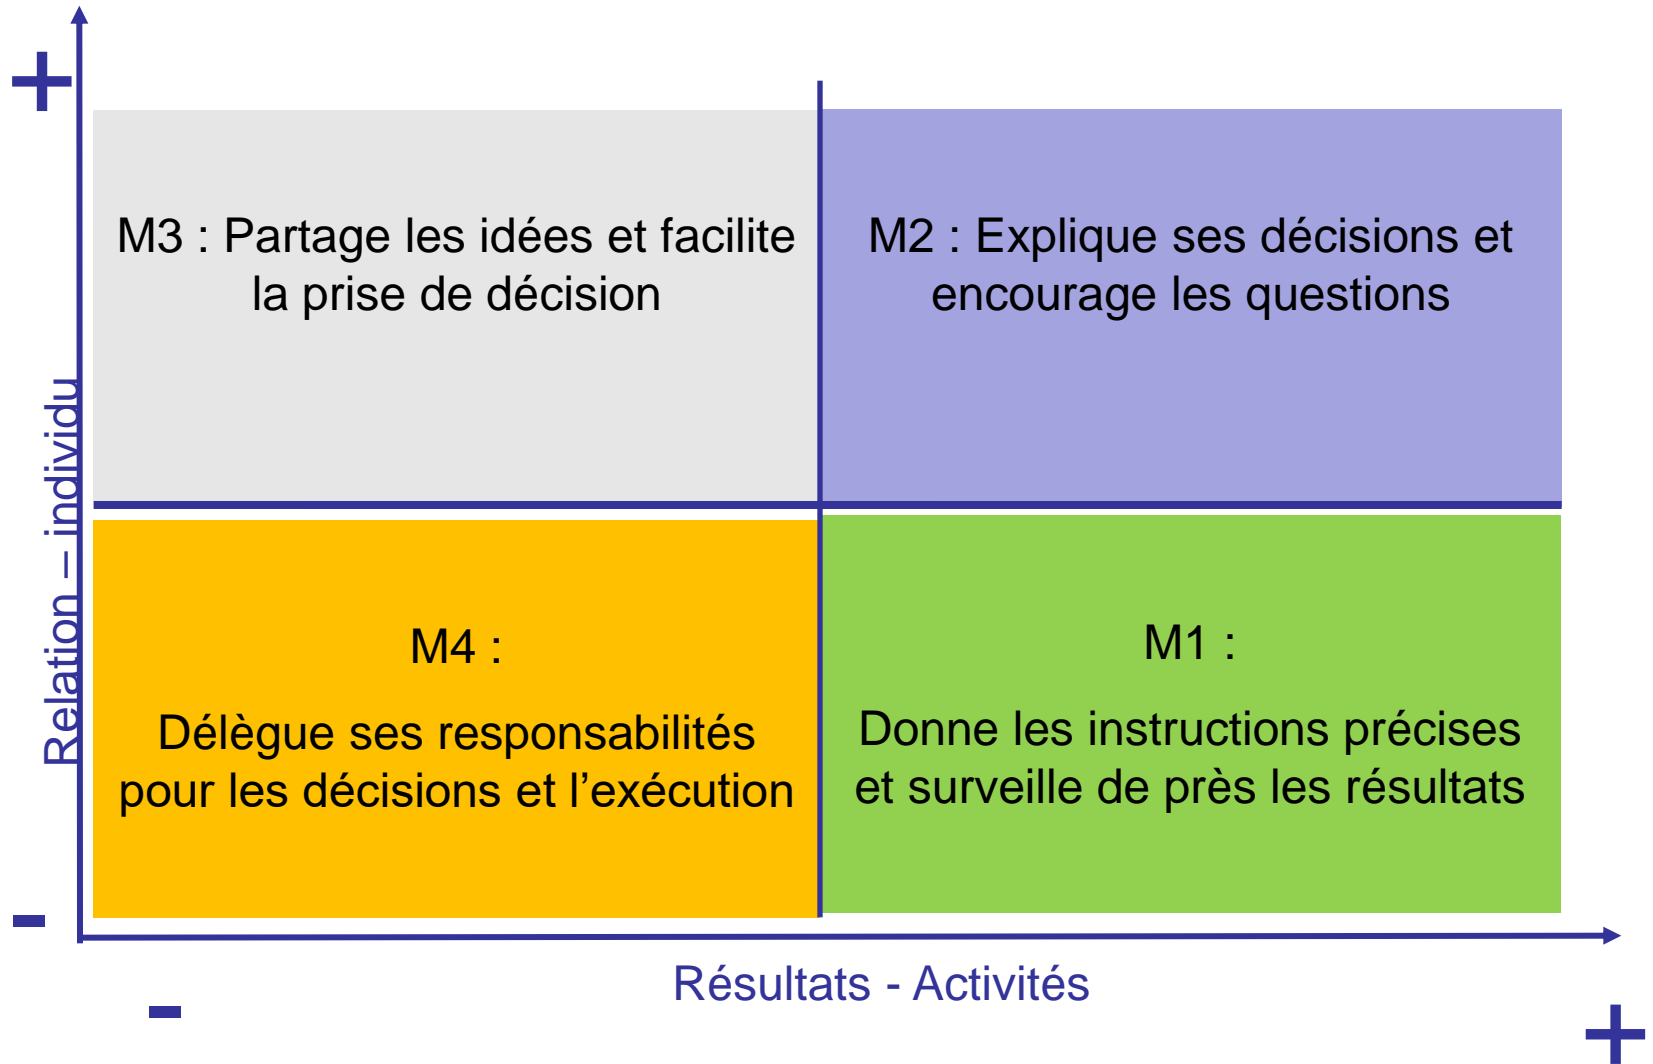 +
M3 : Partage les idées et facilite
la prise de décision
M2 : Explique ses décisions et
encourage les questions
Relation – individu
M4 :
Délègue ses responsabilités
pour les décisions et l’exécution
M1 :
Donne les instructions précises
et surveille de près les résultats
-
Résultats - Activités
-
+